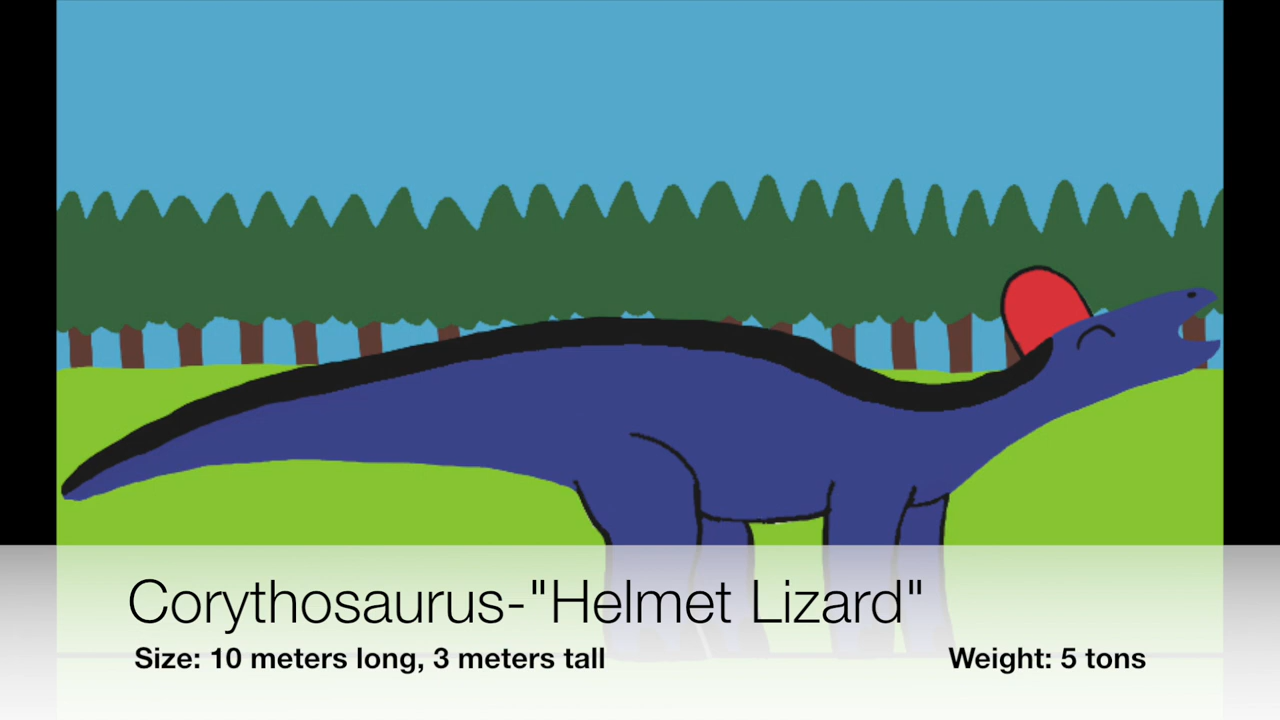 Corythosaurus-"Helmet Lizard"
Size: 10 meters long, 3 meters tall
Weight: 5 tons